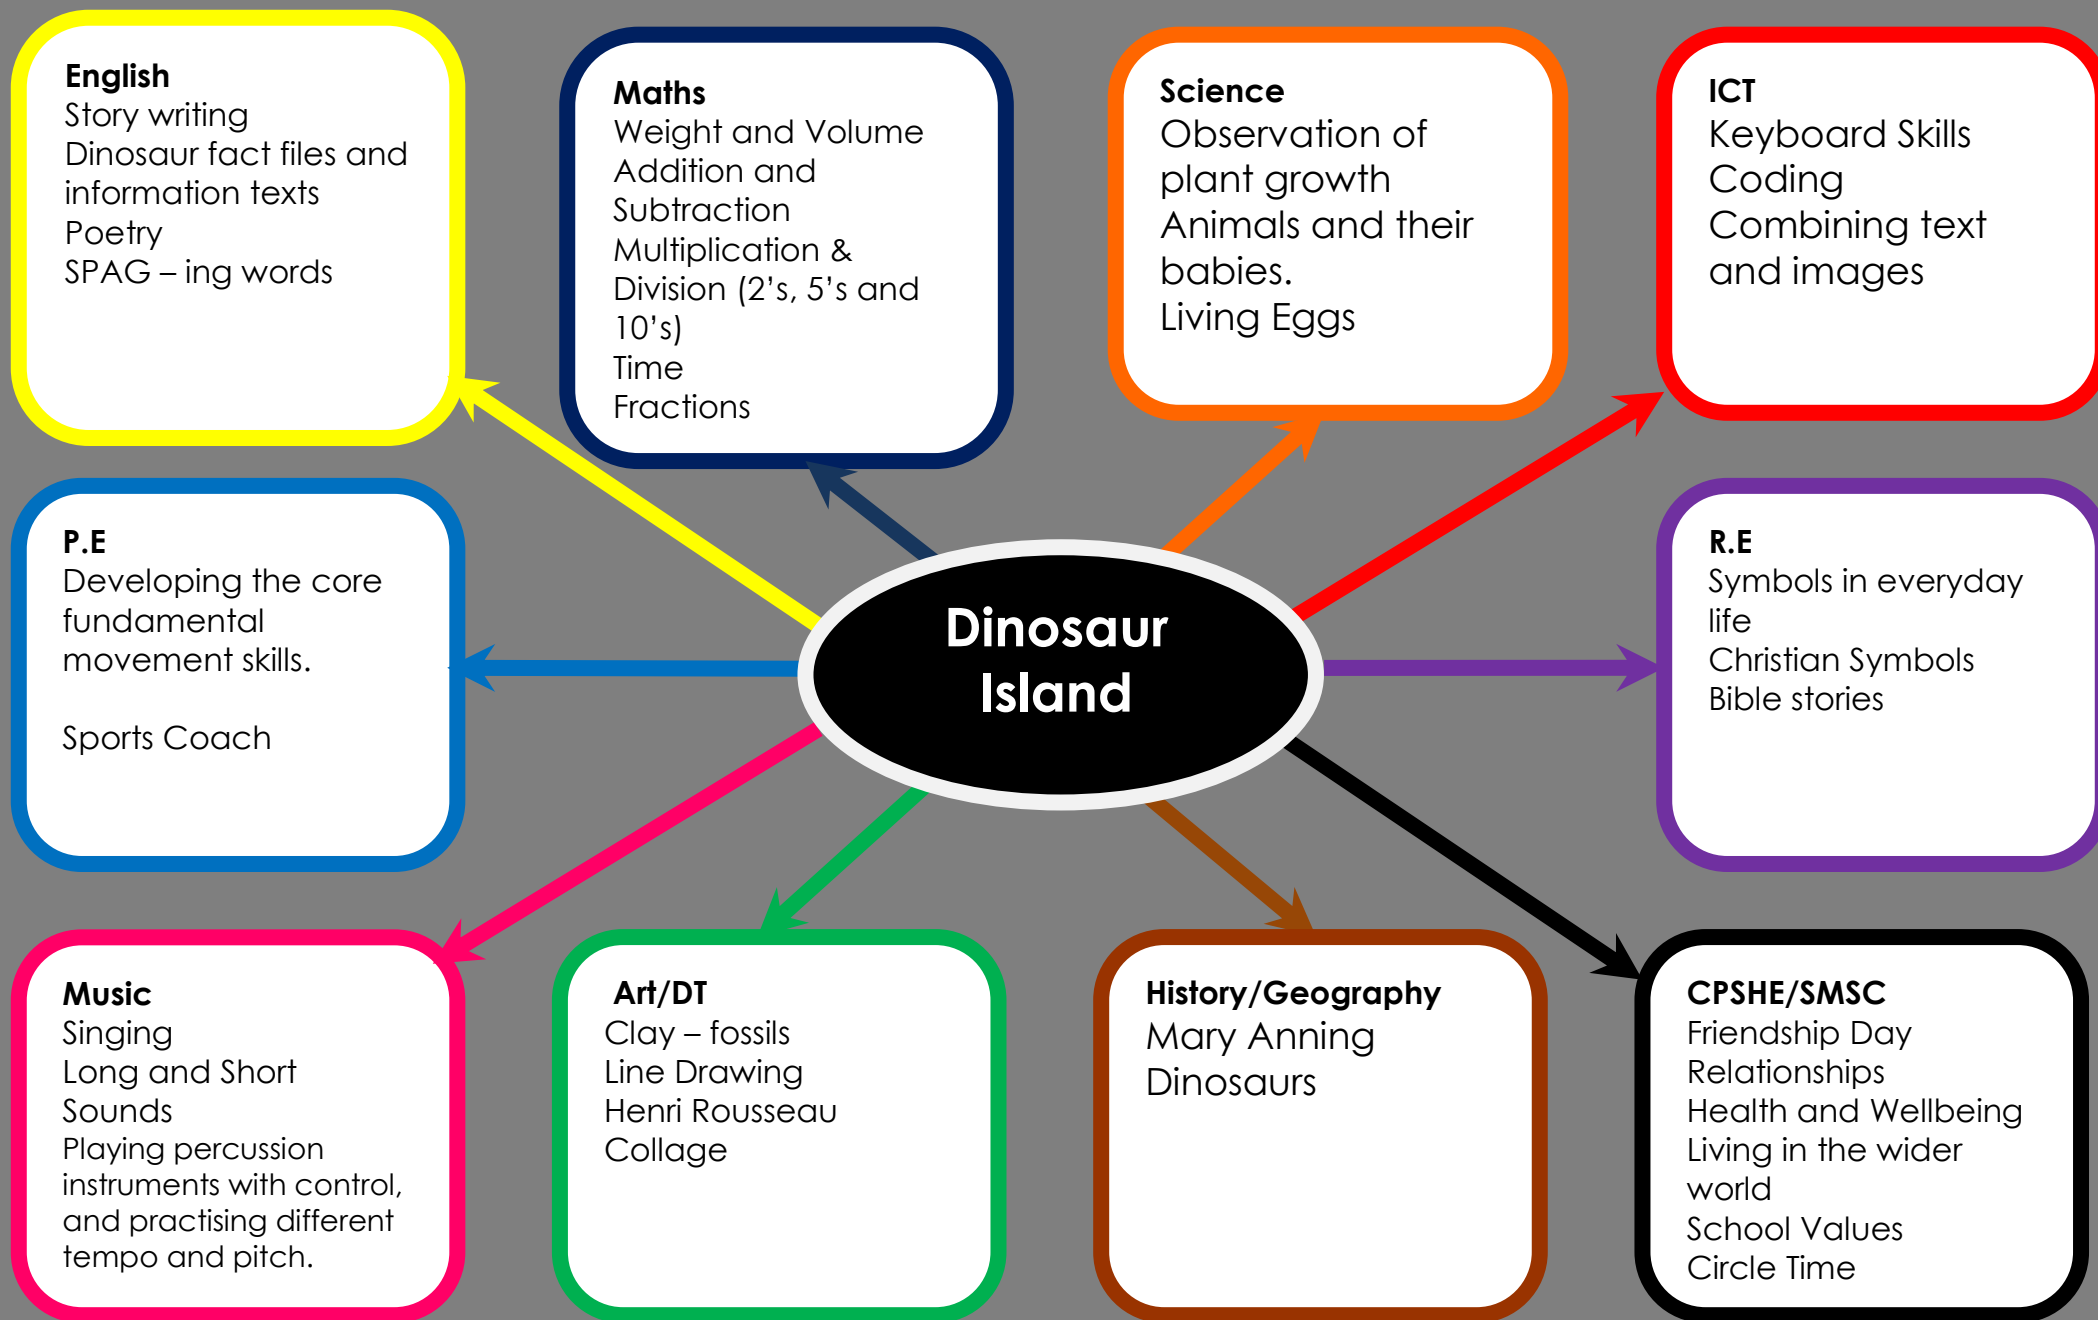 English
Story writing
Dinosaur fact files and
information texts
Poetry
SPAG – ing words
Maths
Weight and Volume
Addition and
Subtraction
Multiplication &
Division (2's, 5's and
10's)
Time
Fractions
Science
Observation of
plant growth
Animals and their
babies.
Living Eggs
ICT
Keyboard Skills
Coding
Combining text
and images
P.E
Developing the core
fundamental
movement skills.
Sports Coach
Dinosaur
Island
R.E
Symbols in everyday
life
Christian Symbols
Bible stories
Music
Singing
Long and Short
Sounds
Playing percussion
instruments with control,
and practising different
tempo and pitch.
Art/DT
Clay – fossils
Line Drawing
Henri Rousseau
Collage
History/Geography
Mary Anning
Dinosaurs
CPSHE/SMSC
Friendship Day
Relationships
Health and Wellbeing
Living in the wider
world
School Values
Circle Time